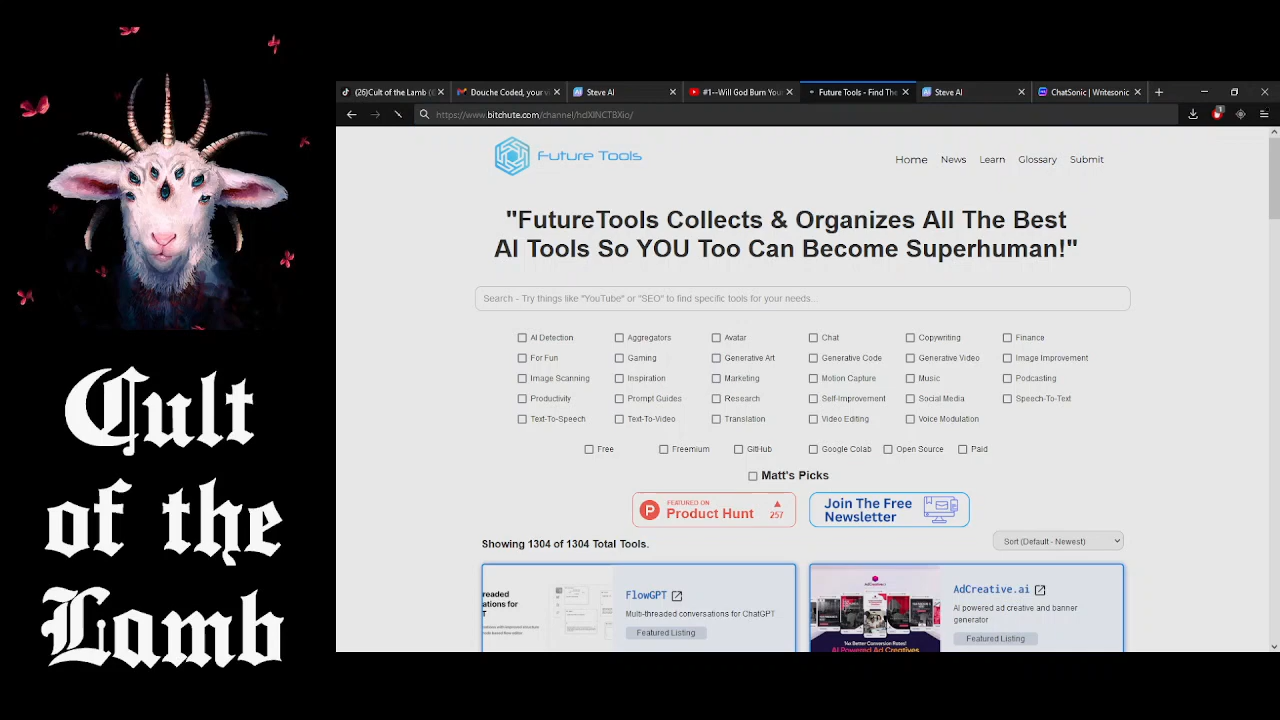 Cult
of the
Lamb
(26)Cult of the Lamb (@
Douche Coded, your vi
Steve AI
#1--Will God Burn You
Future Tools - Find The
Steve AI
ChatSonic | Writesonic
https://www.bitchute.com/channel/hdXlNCTBXio/
Future Tools
Home News Learn Glossary Submit
"FutureTools Collects & Organizes All The Best
AI Tools So YOU Too Can Become Superhuman!"
Search - Try things like "YouTube" or "SEO" to find specific tools for your needs...
AI Detection Aggregators Avatar Chat Copywriting Finance
For Fun Gaming Generative Art Generative Code Generative Video Image Improvement
Image Scanning Inspiration Marketing Motion Capture Music Podcasting
Productivity Prompt Guides Research Self-Improvement Social Media Speech-To-Text
Text-To-Speech Text-To-Video Translation Video Editing Voice Modulation
Free Freemium GitHub Google Colab Open Source Paid
Matt's Picks
FEATURED ON
Product Hunt 257
Join The Free
Newsletter
Showing 1304 of 1304 Total Tools.
Sort (Default - Newest)
FlowGPT
Multi-threaded conversations for ChatGPT
Featured Listing
AdCreative.ai
AI powered ad creative and banner
generator
Featured Listing